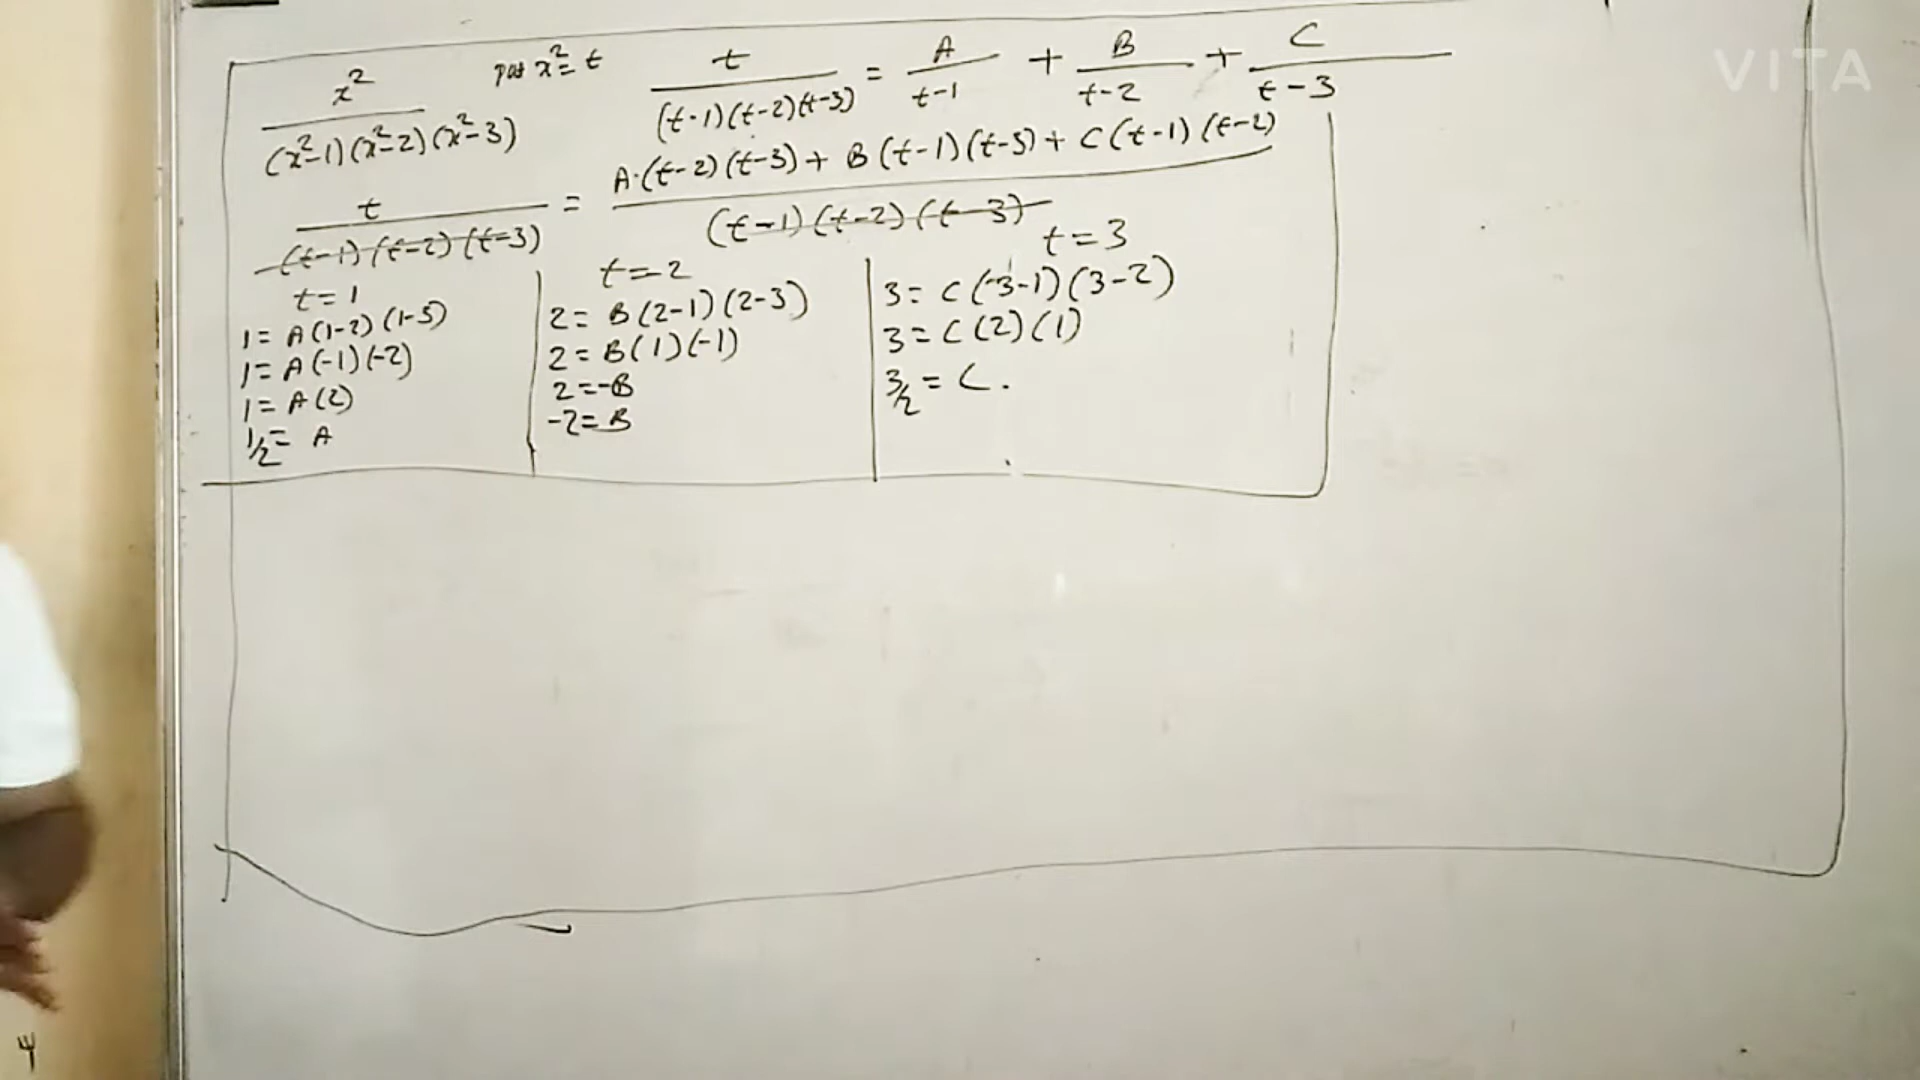 x² / (x²-1)(x²-2)(x²-3) put x² = t t / (t-1)(t-2)(t-3) = A / t-1 + B / t-2 + C / t-3
t / (t-1)(t-2)(t-3) = A·(t-2)(t-3) + B(t-1)(t-3) + C(t-1)(t-2) / (t-1)(t-2)(t-3)
t=1
1= A(1-2)(1-3)
1= A(-1)(-2)
1= A(2)
1/2= A
t=2
2= B(2-1)(2-3)
2= B(1)(-1)
2=-B
-2=B
t=3
3= C(3-1)(3-2)
3= C(2)(1)
3/2 = C.
VITA
4